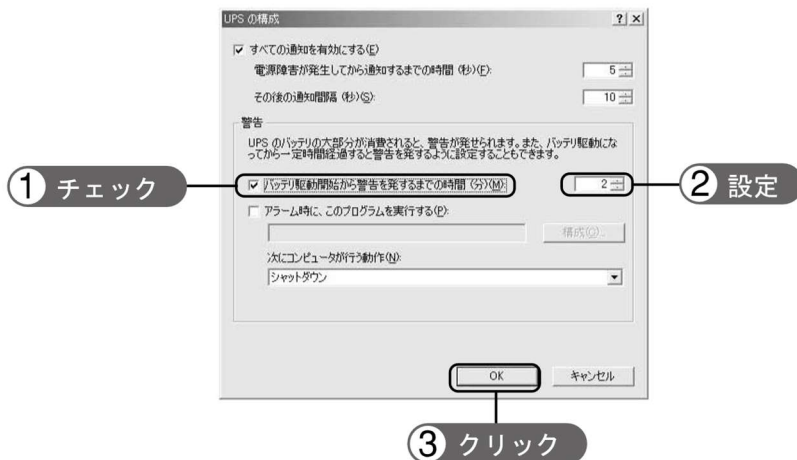 UPS の構成
すべての通知を有効にする(E)
電源障害が発生してから通知するまでの時間 (秒)(F): 5
その後の通知間隔 (秒)(S): 10
警告
UPS のバッテリの大部分が消費されると、警告が発せられます。また、バッテリ駆動にな
ってから一定時間経過すると警告を発するように設定することもできます。
① チェック
バッテリ駆動開始から警告を発するまでの時間 (分)(M): 2
② 設定
アラーム時に、このプログラムを実行する(P):
構成(C)...
次にコンピュータが行う動作(N):
シャットダウン
OK キャンセル
③ クリック